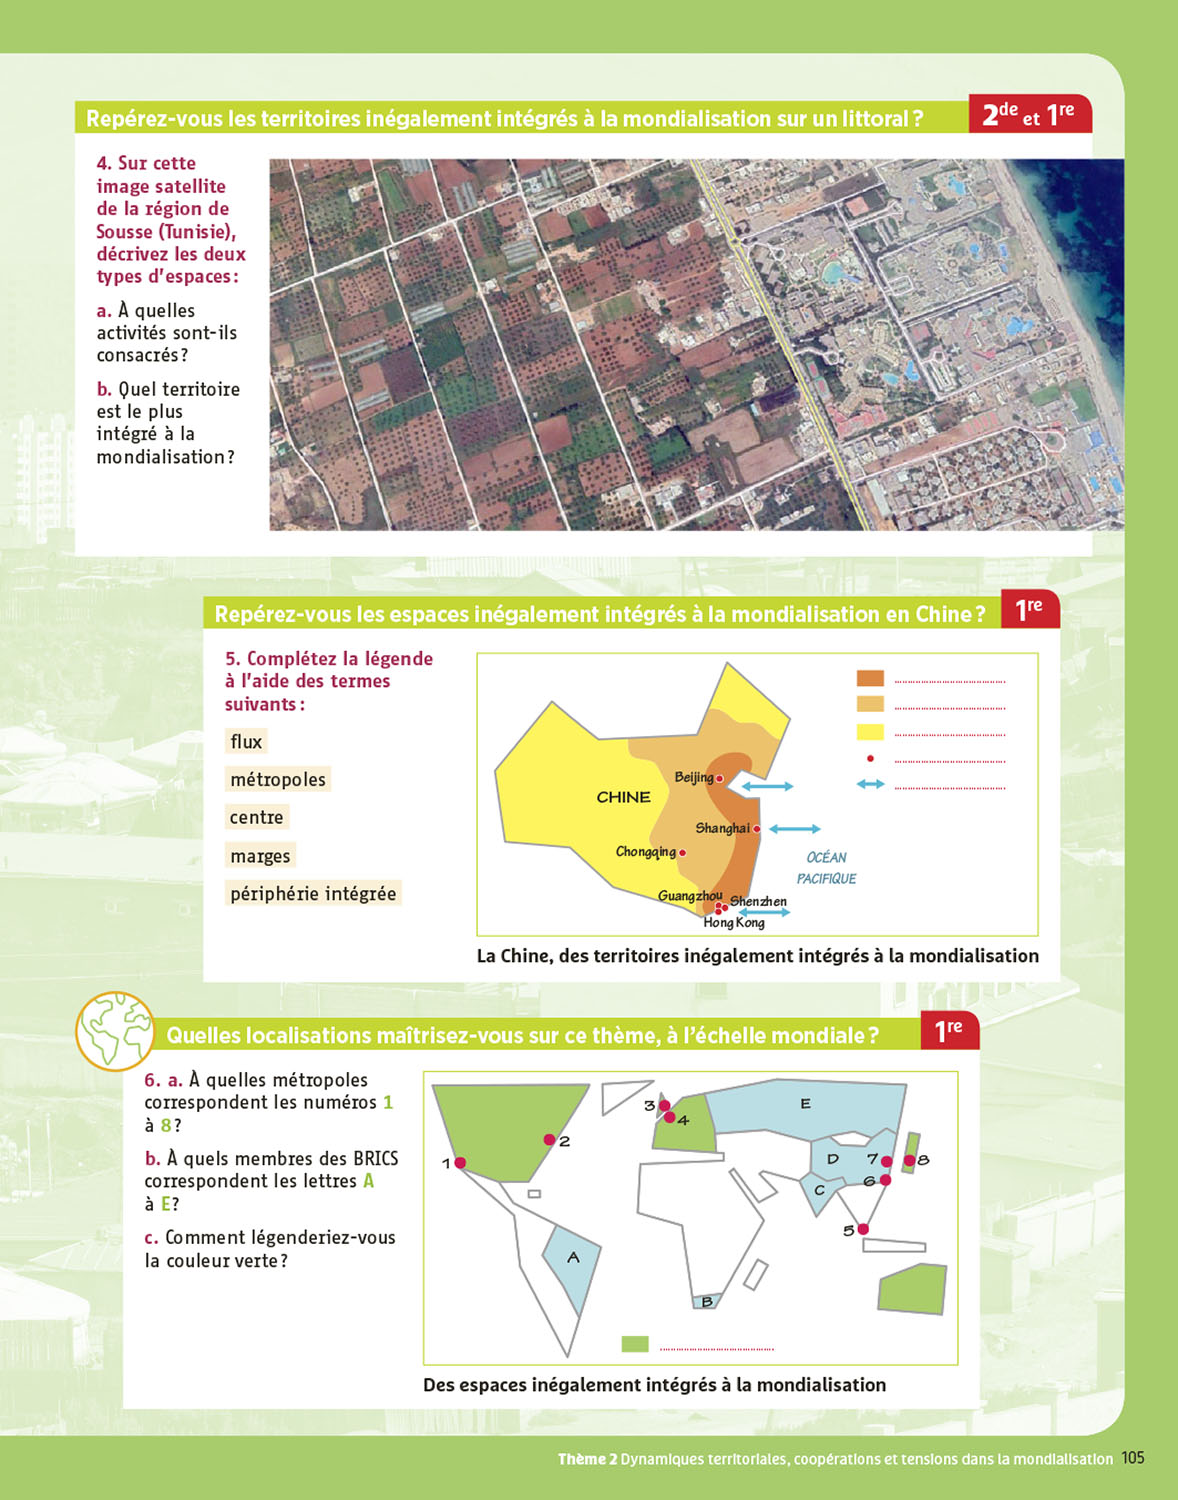 Repérez-vous les territoires inégalement intégrés à la mondialisation sur un littoral ?
2de et 1re
4. Sur cette
image satellite
de la région de
Sousse (Tunisie),
décrivez les deux
types d'espaces :
a. À quelles
activités sont-ils
consacrés ?
b. Quel territoire
est le plus
intégré à la
mondialisation ?
Repérez-vous les espaces inégalement intégrés à la mondialisation en Chine ?
1re
5. Complétez la légende
à l'aide des termes
suivants :
flux
métropoles
centre
marges
périphérie intégrée
Beijing
CHINE
Shanghai
Chongqing
OCÉAN
PACIFIQUE
Guangzhou
Shenzhen
Hong Kong
La Chine, des territoires inégalement intégrés à la mondialisation
Quelles localisations maîtrisez-vous sur ce thème, à l'échelle mondiale ?
1re
6. a. À quelles métropoles
correspondent les numéros 1
à 8 ?
b. À quels membres des BRICS
correspondent les lettres A
à E ?
c. Comment légenderiez-vous
la couleur verte ?
E
3
4
2
1
D
7
8
6
C
5
A
B
Des espaces inégalement intégrés à la mondialisation
Thème 2 Dynamiques territoriales, coopérations et tensions dans la mondialisation 105